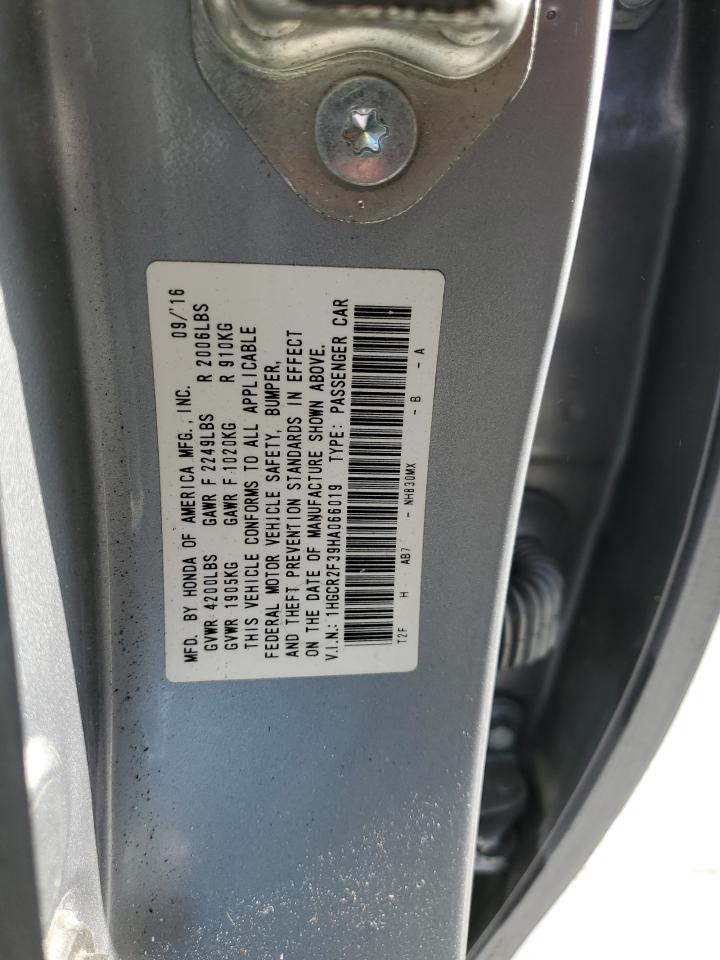 MFD. BY HONDA OF AMERICA MFG., INC. 09/'16
GVWR 4200LBS GAWR F 2249LBS R 2006LBS
GVWR 1905KG GAWR F 1020KG R 910KG
THIS VEHICLE CONFORMS TO ALL APPLICABLE
FEDERAL MOTOR VEHICLE SAFETY, BUMPER,
AND THEFT PREVENTION STANDARDS IN EFFECT
ON THE DATE OF MANUFACTURE SHOWN ABOVE.
V.I.N.: 1HGCR2F39HA066019 TYPE: PASSENGER CAR
T2F H AB7 - NH830MX - B - A